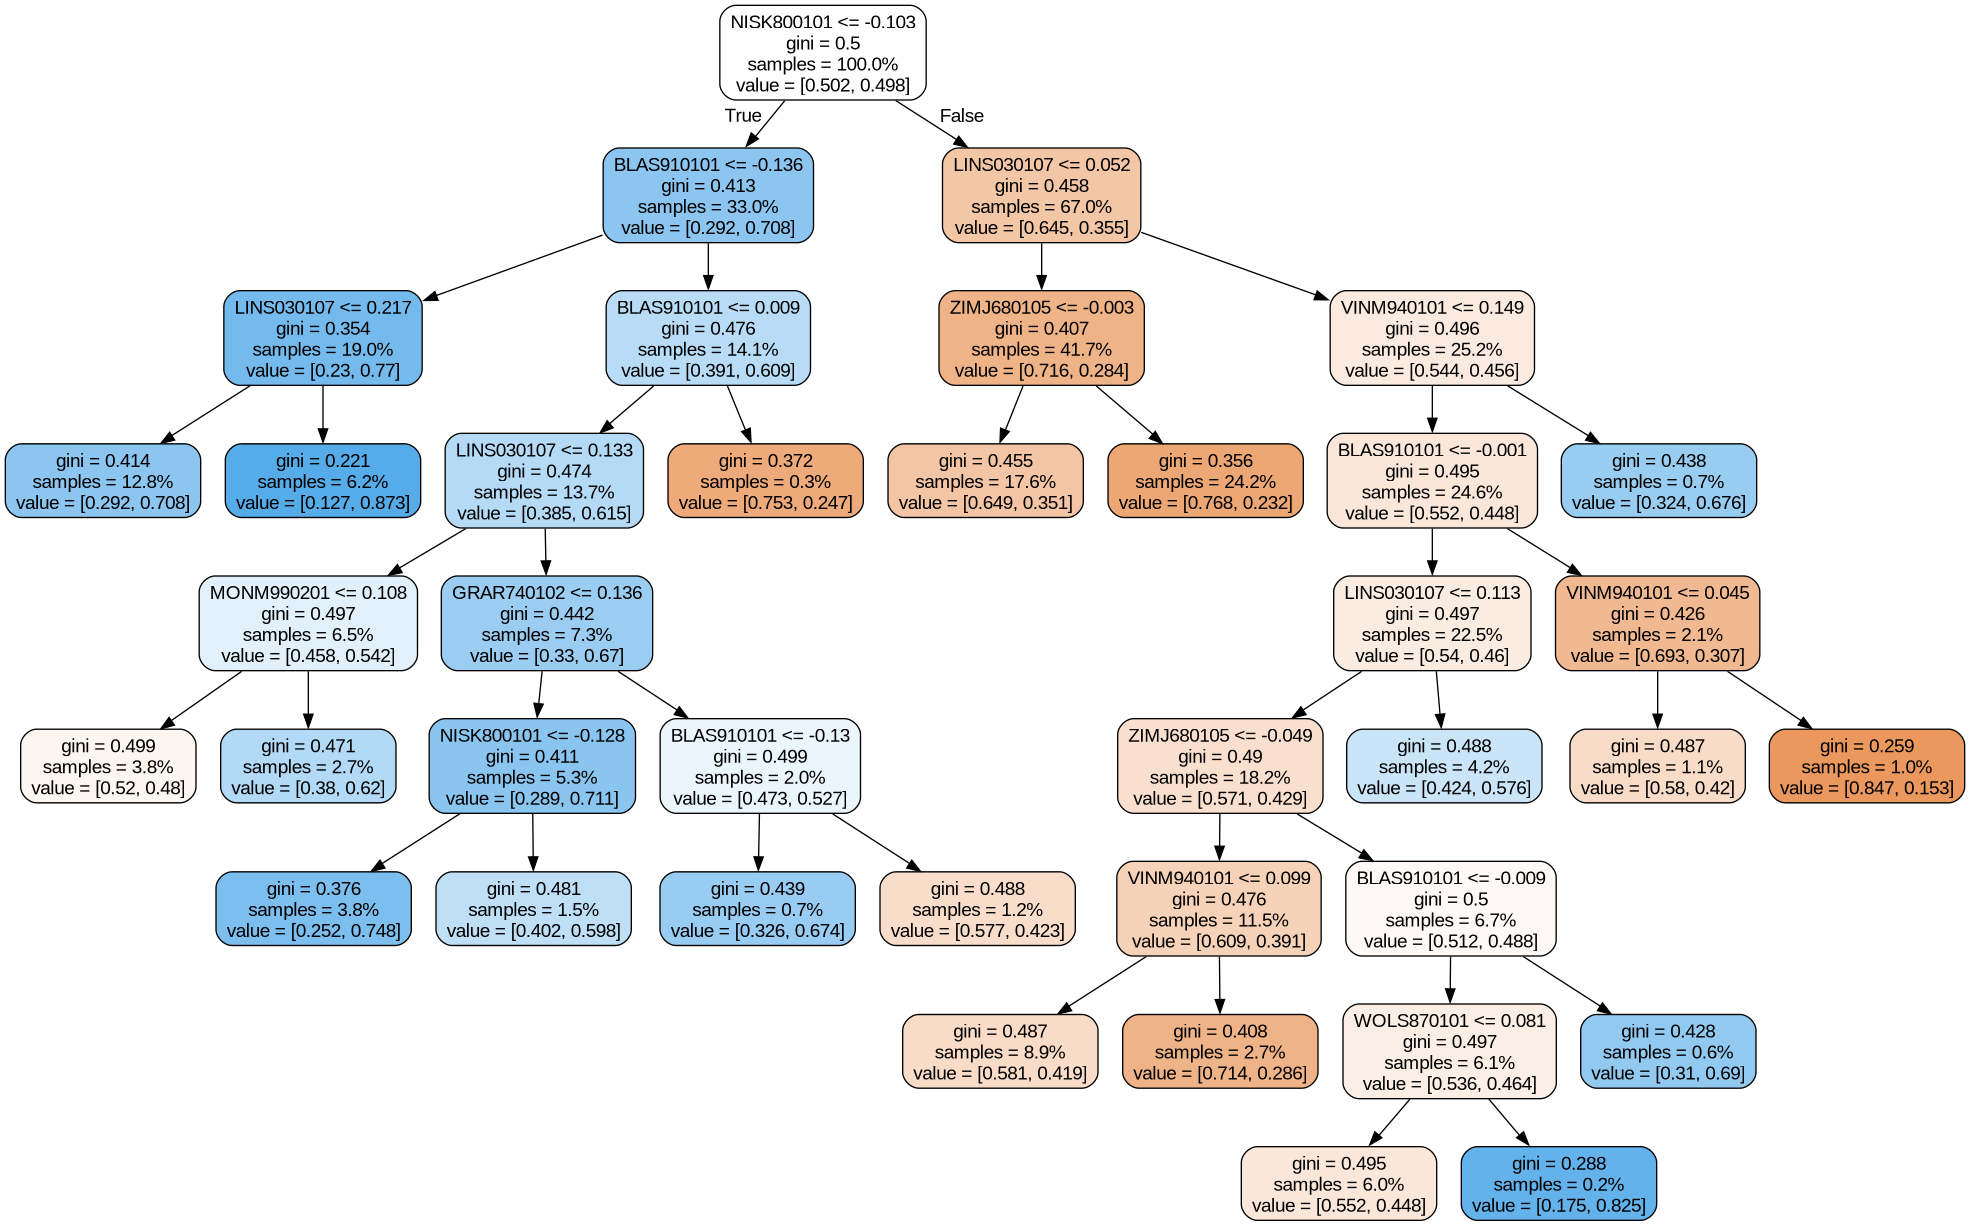 NISK800101 <= -0.103
gini = 0.5
samples = 100.0%
value = [0.502, 0.498]
True
False
BLAS910101 <= -0.136
gini = 0.413
samples = 33.0%
value = [0.292, 0.708]
LINS030107 <= 0.052
gini = 0.458
samples = 67.0%
value = [0.645, 0.355]
LINS030107 <= 0.217
gini = 0.354
samples = 19.0%
value = [0.23, 0.77]
BLAS910101 <= 0.009
gini = 0.476
samples = 14.1%
value = [0.391, 0.609]
ZIMJ680105 <= -0.003
gini = 0.407
samples = 41.7%
value = [0.716, 0.284]
VINM940101 <= 0.149
gini = 0.496
samples = 25.2%
value = [0.544, 0.456]
gini = 0.414
samples = 12.8%
value = [0.292, 0.708]
gini = 0.221
samples = 6.2%
value = [0.127, 0.873]
LINS030107 <= 0.133
gini = 0.474
samples = 13.7%
value = [0.385, 0.615]
gini = 0.372
samples = 0.3%
value = [0.753, 0.247]
gini = 0.455
samples = 17.6%
value = [0.649, 0.351]
gini = 0.356
samples = 24.2%
value = [0.768, 0.232]
BLAS910101 <= -0.001
gini = 0.495
samples = 24.6%
value = [0.552, 0.448]
gini = 0.438
samples = 0.7%
value = [0.324, 0.676]
MONM990201 <= 0.108
gini = 0.497
samples = 6.5%
value = [0.458, 0.542]
GRAR740102 <= 0.136
gini = 0.442
samples = 7.3%
value = [0.33, 0.67]
LINS030107 <= 0.113
gini = 0.497
samples = 22.5%
value = [0.54, 0.46]
VINM940101 <= 0.045
gini = 0.426
samples = 2.1%
value = [0.693, 0.307]
gini = 0.499
samples = 3.8%
value = [0.52, 0.48]
gini = 0.471
samples = 2.7%
value = [0.38, 0.62]
NISK800101 <= -0.128
gini = 0.411
samples = 5.3%
value = [0.289, 0.711]
BLAS910101 <= -0.13
gini = 0.499
samples = 2.0%
value = [0.473, 0.527]
ZIMJ680105 <= -0.049
gini = 0.49
samples = 18.2%
value = [0.571, 0.429]
gini = 0.488
samples = 4.2%
value = [0.424, 0.576]
gini = 0.487
samples = 1.1%
value = [0.58, 0.42]
gini = 0.259
samples = 1.0%
value = [0.847, 0.153]
gini = 0.376
samples = 3.8%
value = [0.252, 0.748]
gini = 0.481
samples = 1.5%
value = [0.402, 0.598]
gini = 0.439
samples = 0.7%
value = [0.326, 0.674]
gini = 0.488
samples = 1.2%
value = [0.577, 0.423]
VINM940101 <= 0.099
gini = 0.476
samples = 11.5%
value = [0.609, 0.391]
BLAS910101 <= -0.009
gini = 0.5
samples = 6.7%
value = [0.512, 0.488]
gini = 0.487
samples = 8.9%
value = [0.581, 0.419]
gini = 0.408
samples = 2.7%
value = [0.714, 0.286]
WOLS870101 <= 0.081
gini = 0.497
samples = 6.1%
value = [0.536, 0.464]
gini = 0.428
samples = 0.6%
value = [0.31, 0.69]
gini = 0.495
samples = 6.0%
value = [0.552, 0.448]
gini = 0.288
samples = 0.2%
value = [0.175, 0.825]